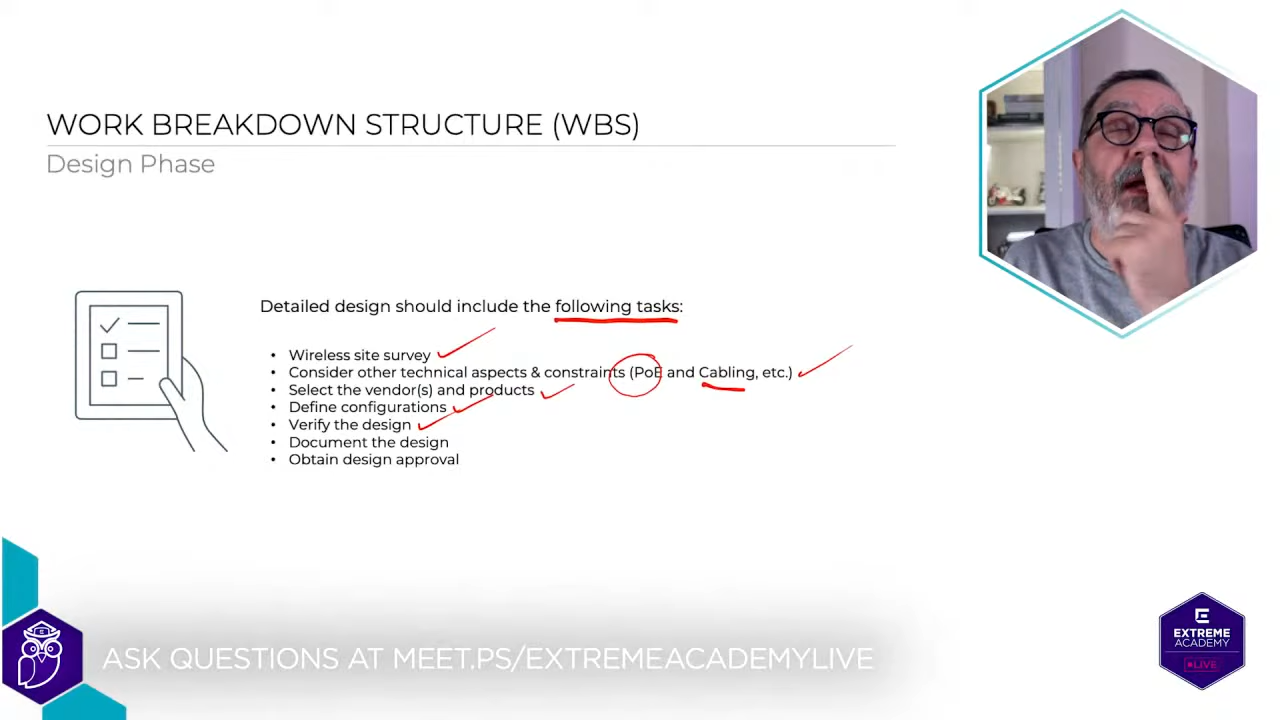 WORK BREAKDOWN STRUCTURE (WBS)
Design Phase
Detailed design should include the following tasks:
• Wireless site survey
• Consider other technical aspects & constraints (PoE and Cabling, etc.)
• Select the vendor(s) and products
• Define configurations
• Verify the design
• Document the design
• Obtain design approval
ASK QUESTIONS AT MEET.PS/EXTREMEACADEMYLIVE
E
EXTREME
ACADEMY
LIVE